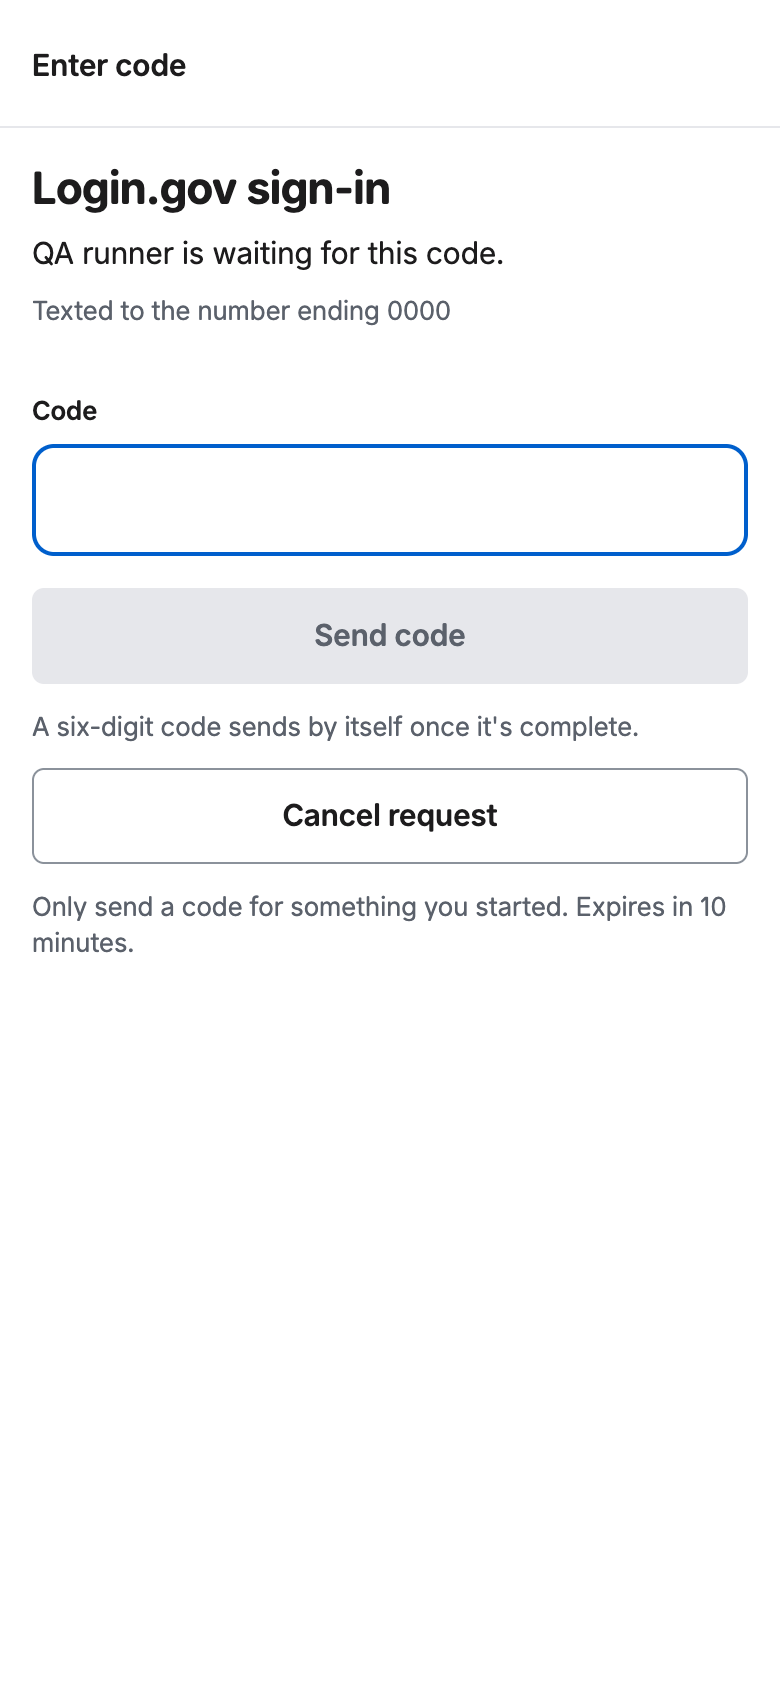 Enter code
Login.gov sign-in
QA runner is waiting for this code.
Texted to the number ending 0000
Code
Send code
A six-digit code sends by itself once it's complete.
Cancel request
Only send a code for something you started. Expires in 10
minutes.